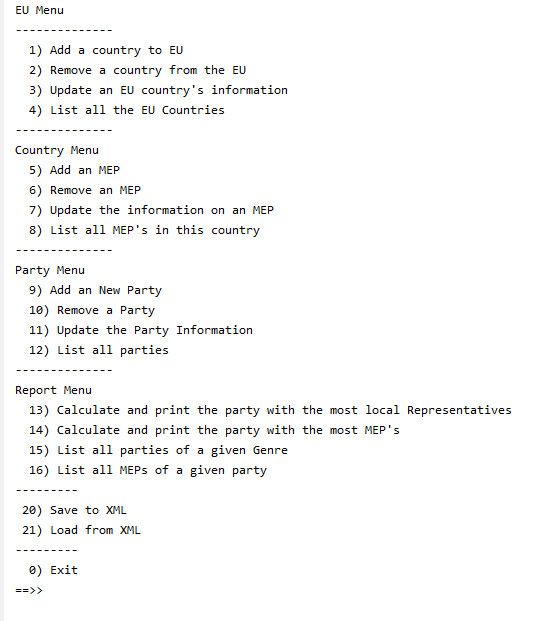 EU Menu
--------------
  1) Add a country to EU
  2) Remove a country from the EU
  3) Update an EU country's information
  4) List all the EU Countries
--------------
Country Menu
  5) Add an MEP
  6) Remove an MEP
  7) Update the information on an MEP
  8) List all MEP's in this country
--------------
Party Menu
  9) Add an New Party
  10) Remove a Party
  11) Update the Party Information
  12) List all parties
--------------
Report Menu
  13) Calculate and print the party with the most local Representatives
  14) Calculate and print the party with the most MEP's
  15) List all parties of a given Genre
  16) List all MEPs of a given party
---------
 20) Save to XML
 21) Load from XML
---------
  0) Exit
==>>